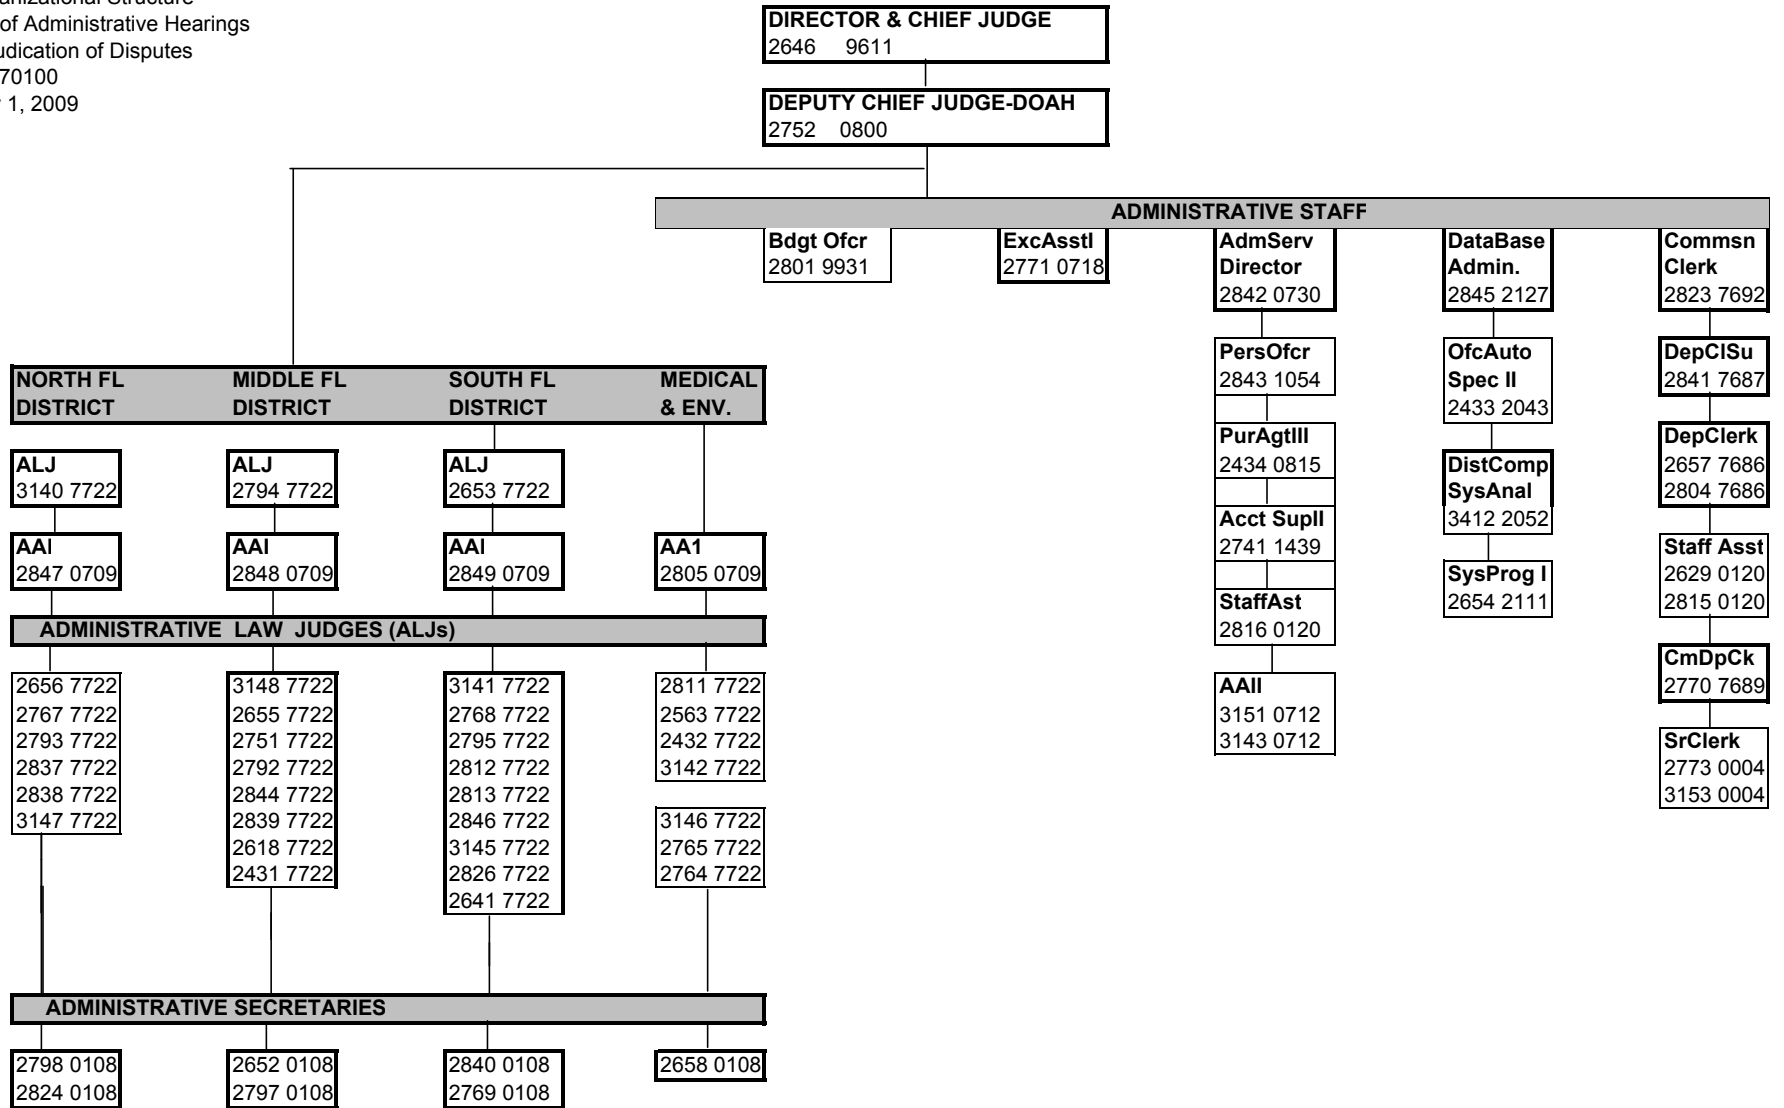 of Administrative Hearings
of Disputes
70100
1, 2009
DIRECTOR & CHIEF JUDGE
2646 9611
DEPUTY CHIEF JUDGE-DOAH
2752 0800
ADMINISTRATIVE STAFF
Bdgt Ofcr
2801 9931
ExcAsstI
2771 0718
AdmServ
Director
2842 0730
PersOfcr
2843 1054
PurAgtIII
2434 0815
Acct SupII
2741 1439
StaffAst
2816 0120
AAII
3151 0712
3143 0712
DataBase
Admin.
2845 2127
OfcAuto
Spec II
2433 2043
DistComp
SysAnal
3412 2052
SysProg I
2654 2111
Commsn
Clerk
2823 7692
DepClSu
2841 7687
DepClerk
2657 7686
2804 7686
Staff Asst
2629 0120
2815 0120
CmDpCk
2770 7689
SrClerk
2773 0004
3153 0004
NORTH FL
DISTRICT
MIDDLE FL
DISTRICT
SOUTH FL
DISTRICT
MEDICAL
& ENV.
ALJ
3140 7722
ALJ
2794 7722
ALJ
2653 7722
AAI
2847 0709
AAI
2848 0709
AAI
2849 0709
AA1
2805 0709
ADMINISTRATIVE LAW JUDGES (ALJs)
2656 7722
2767 7722
2793 7722
2837 7722
2838 7722
3147 7722
3148 7722
2655 7722
2751 7722
2792 7722
2844 7722
2839 7722
2618 7722
2431 7722
3141 7722
2768 7722
2795 7722
2812 7722
2813 7722
2846 7722
3145 7722
2826 7722
2641 7722
2811 7722
2563 7722
2432 7722
3142 7722
3146 7722
2765 7722
2764 7722
ADMINISTRATIVE SECRETARIES
2798 0108
2824 0108
2652 0108
2797 0108
2840 0108
2769 0108
2658 0108